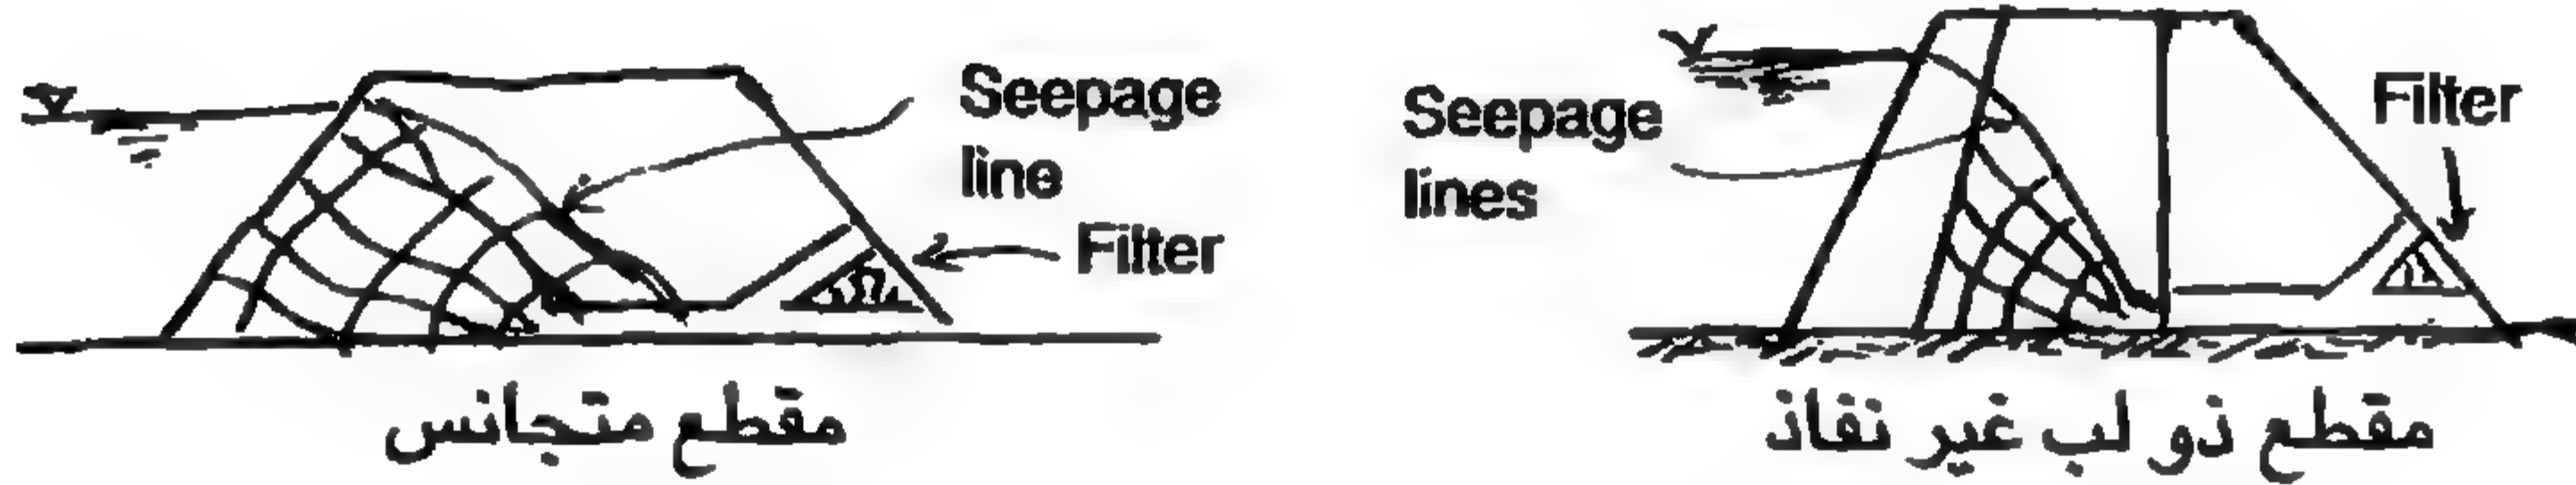 Seepage
line
Filter
مقطع متجانس
Seepage
lines
Filter
مقطع ذو لب غير نفاذ